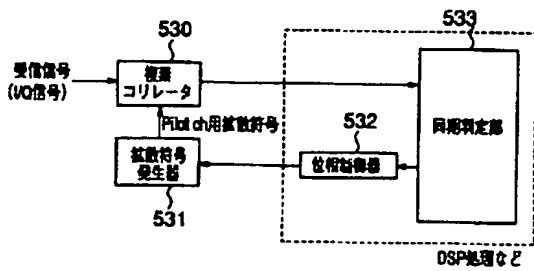 530
受信信号
(I/Q信号)
複素
コリレータ
Pilot ch用拡散符号
拡散符号
発生器
531
532
位相制御器
533
同期判定部
DSP処理など